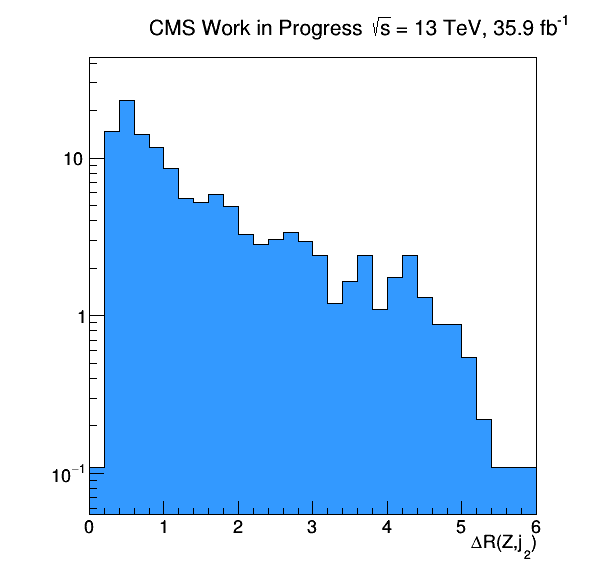 CMS Work in Progress √s = 13 TeV, 35.9 fb⁻¹
10
1
10⁻¹
0 1 2 3 4 5 6
ΔR(Z,j₂)